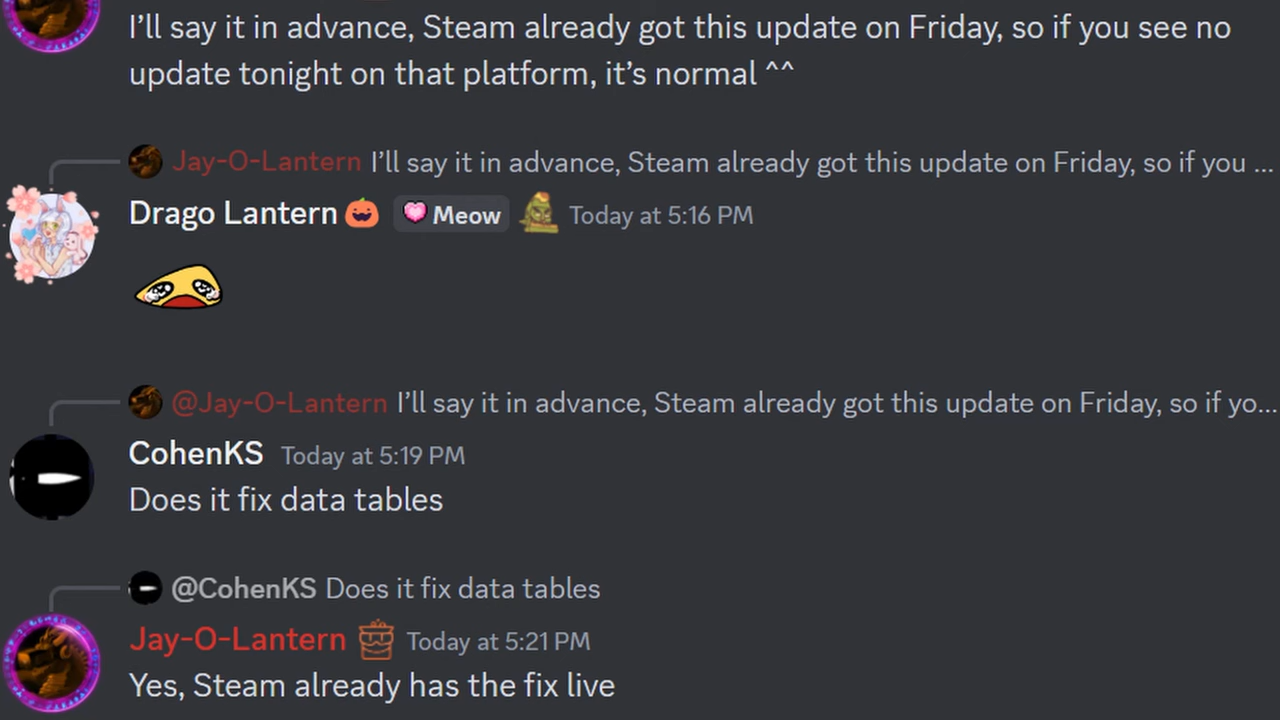 I’ll say it in advance, Steam already got this update on Friday, so if you see no
update tonight on that platform, it’s normal ^^
Jay-O-Lantern I’ll say it in advance, Steam already got this update on Friday, so if you ...
Drago Lantern Meow Today at 5:16 PM
@Jay-O-Lantern I’ll say it in advance, Steam already got this update on Friday, so if yo...
CohenKS Today at 5:19 PM
Does it fix data tables
@CohenKS Does it fix data tables
Jay-O-Lantern Today at 5:21 PM
Yes, Steam already has the fix live